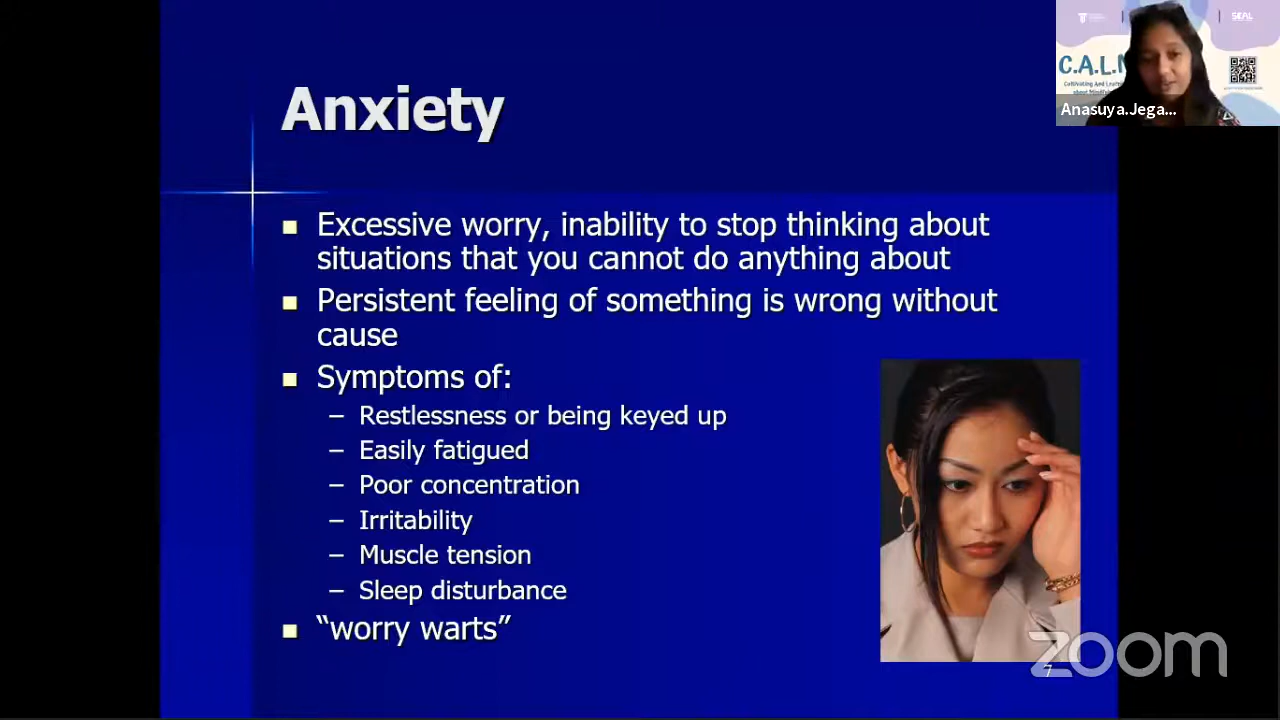 Anxiety
Excessive worry, inability to stop thinking about
situations that you cannot do anything about
Persistent feeling of something is wrong without
cause
Symptoms of:
– Restlessness or being keyed up
– Easily fatigued
– Poor concentration
– Irritability
– Muscle tension
– Sleep disturbance
“worry warts”
7
zoom
SEAL
C.A.L.
Anasuya.Jega...